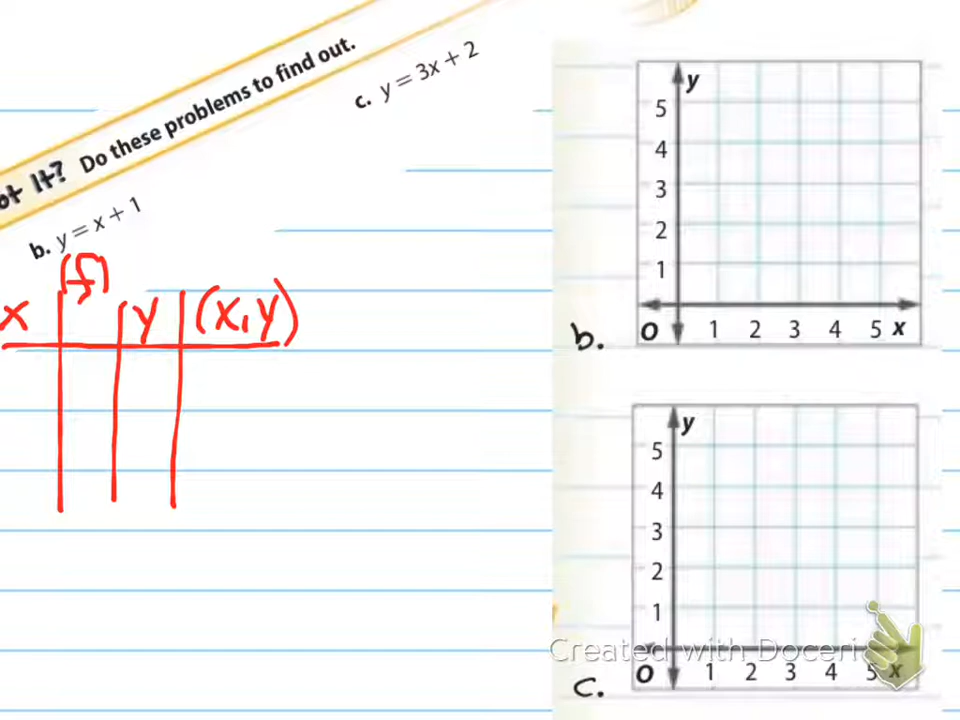 ot It? Do these problems to find out.
b. y = x + 1
c. y = 3x + 2
x (f) y (x,y)
y
5
4
3
2
1
O 1 2 3 4 5 x
b.
y
5
4
3
2
1
O 1 2 3 4 5 x
c.
Created with Doceri